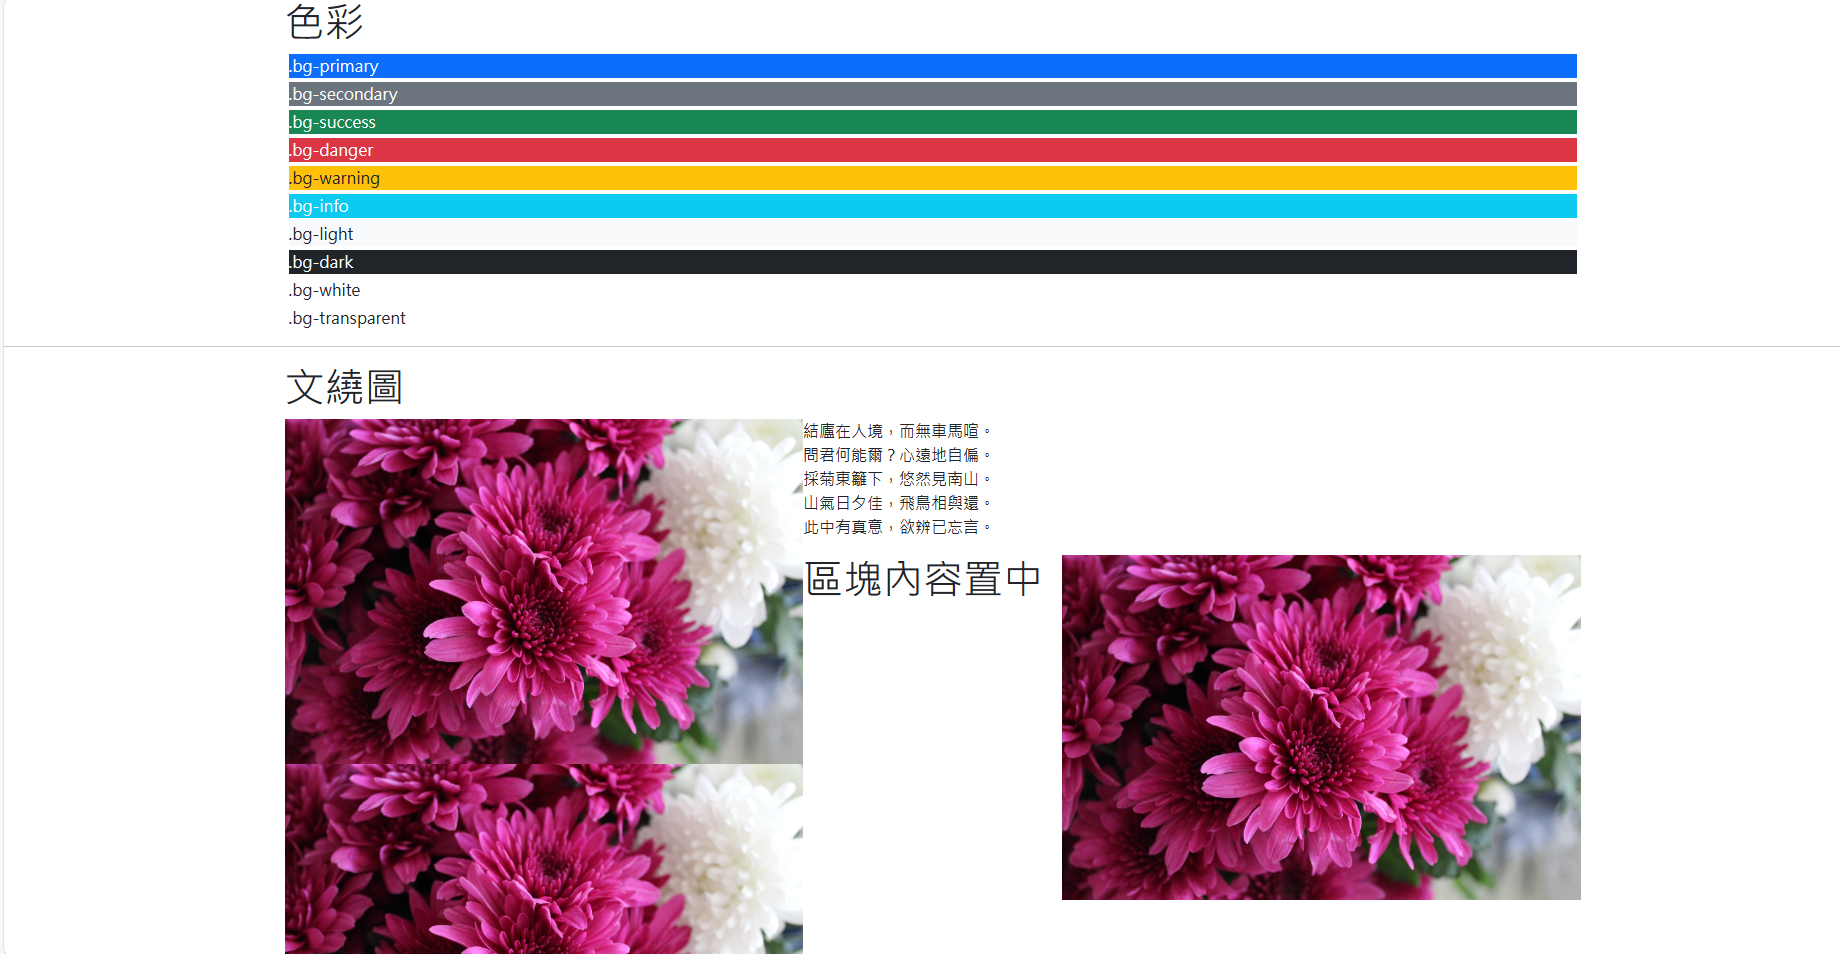 色彩
.bg-primary
.bg-secondary
.bg-success
.bg-danger
.bg-warning
.bg-info
.bg-light
.bg-dark
.bg-white
.bg-transparent
文繞圖
結廬在人境，而無車馬喧。
問君何能爾？心遠地自偏。
採菊東籬下，悠然見南山。
山氣日夕佳，飛鳥相與還。
此中有真意，欲辨已忘言。
區塊內容置中